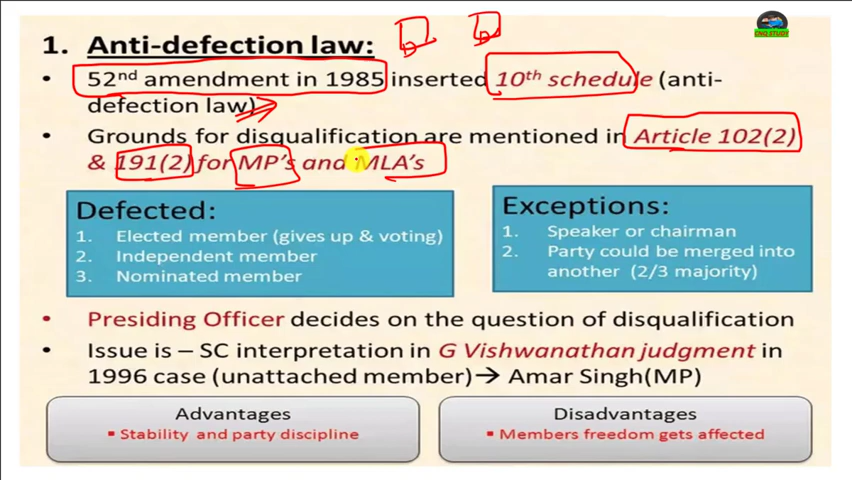 CNQ STUDY
1. Anti-defection law:
• 52nd amendment in 1985 inserted 10th schedule (anti-
defection law)
• Grounds for disqualification are mentioned in Article 102(2)
& 191(2) for MP's and MLA's
Defected:
1. Elected member (gives up & voting)
2. Independent member
3. Nominated member
Exceptions:
1. Speaker or chairman
2. Party could be merged into
another (2/3 majority)
• Presiding Officer decides on the question of disqualification
• Issue is – SC interpretation in G Vishwanathan judgment in
1996 case (unattached member)→ Amar Singh(MP)
Advantages
▪ Stability and party discipline
Disadvantages
▪ Members freedom gets affected